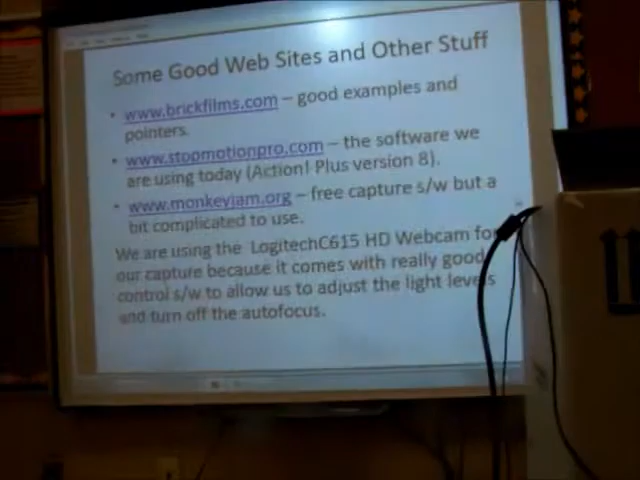 Some Good Web Sites and Other Stuff
• www.brickfilms.com – good examples and
pointers.
• www.stopmotionpro.com – the software we
are using today (Action! Plus version 8).
• www.monkeyjam.org – free capture s/w but a
bit complicated to use.
We are using the LogitechC615 HD Webcam for
our capture because it comes with really good
control s/w to allow us to adjust the light levels
and turn off the autofocus.